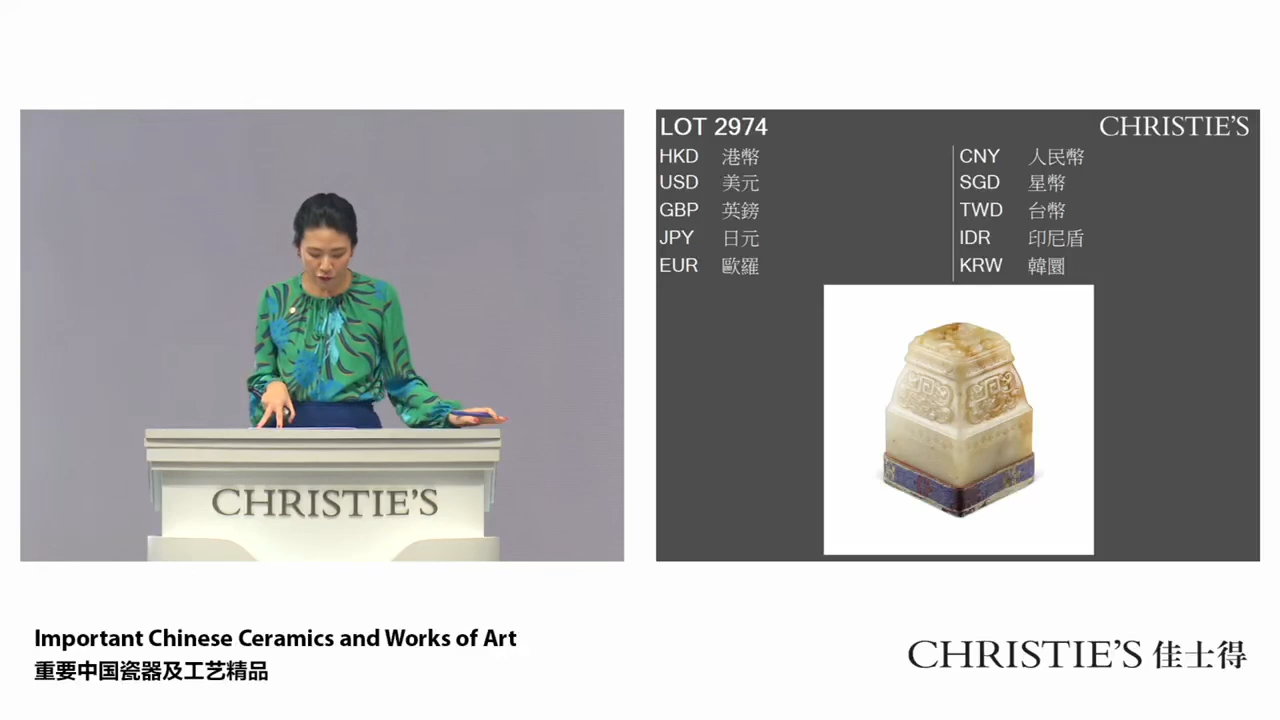 LOT 2974
CHRISTIE'S
HKD 港幣
USD 美元
GBP 英鎊
JPY 日元
EUR 歐羅
CNY 人民幣
SGD 星幣
TWD 台幣
IDR 印尼盾
KRW 韓圜
CHRISTIE'S
Important Chinese Ceramics and Works of Art
重要中国瓷器及工艺精品
CHRISTIE'S 佳士得